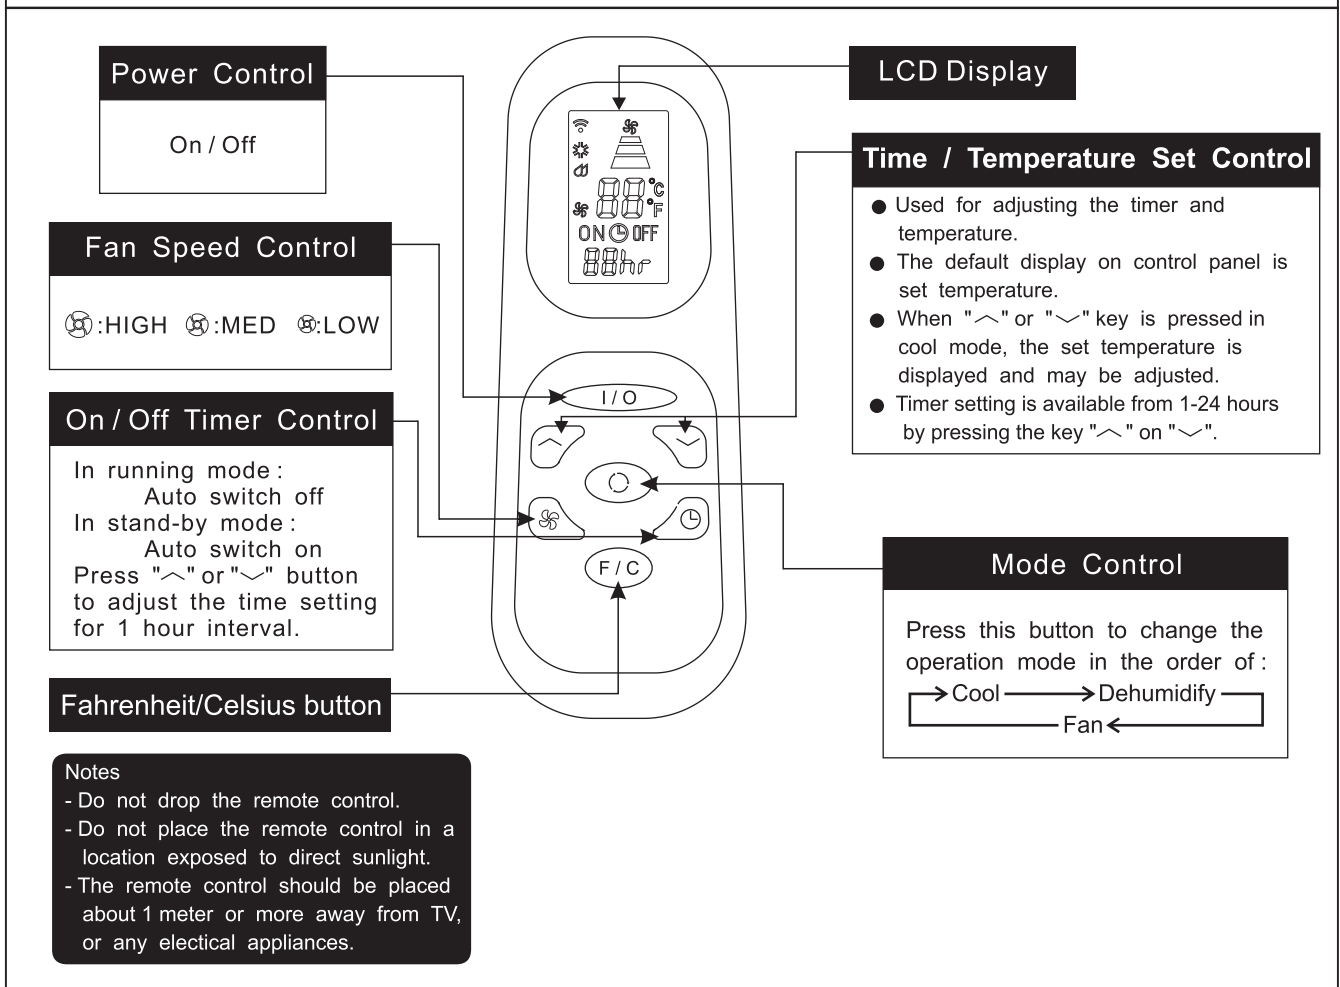 Power Control
On / Off
Fan Speed Control
:HIGH :MED :LOW
On / Off Timer Control
In running mode :
Auto switch off
In stand-by mode :
Auto switch on
Press "︿" or "﹀" button
to adjust the time setting
for 1 hour interval.
Fahrenheit/Celsius button
Notes
- Do not drop the remote control.
- Do not place the remote control in a
location exposed to direct sunlight.
- The remote control should be placed
about 1 meter or more away from TV,
or any electical appliances.
88 °C
°F
ON OFF
88hr
I / O
F / C
LCD Display
Time / Temperature Set Control
● Used for adjusting the timer and
temperature.
● The default display on control panel is
set temperature.
● When "︿" or "﹀" key is pressed in
cool mode, the set temperature is
displayed and may be adjusted.
● Timer setting is available from 1-24 hours
by pressing the key "︿" on "﹀".
Mode Control
Press this button to change the
operation mode in the order of :
Cool Dehumidify
Fan